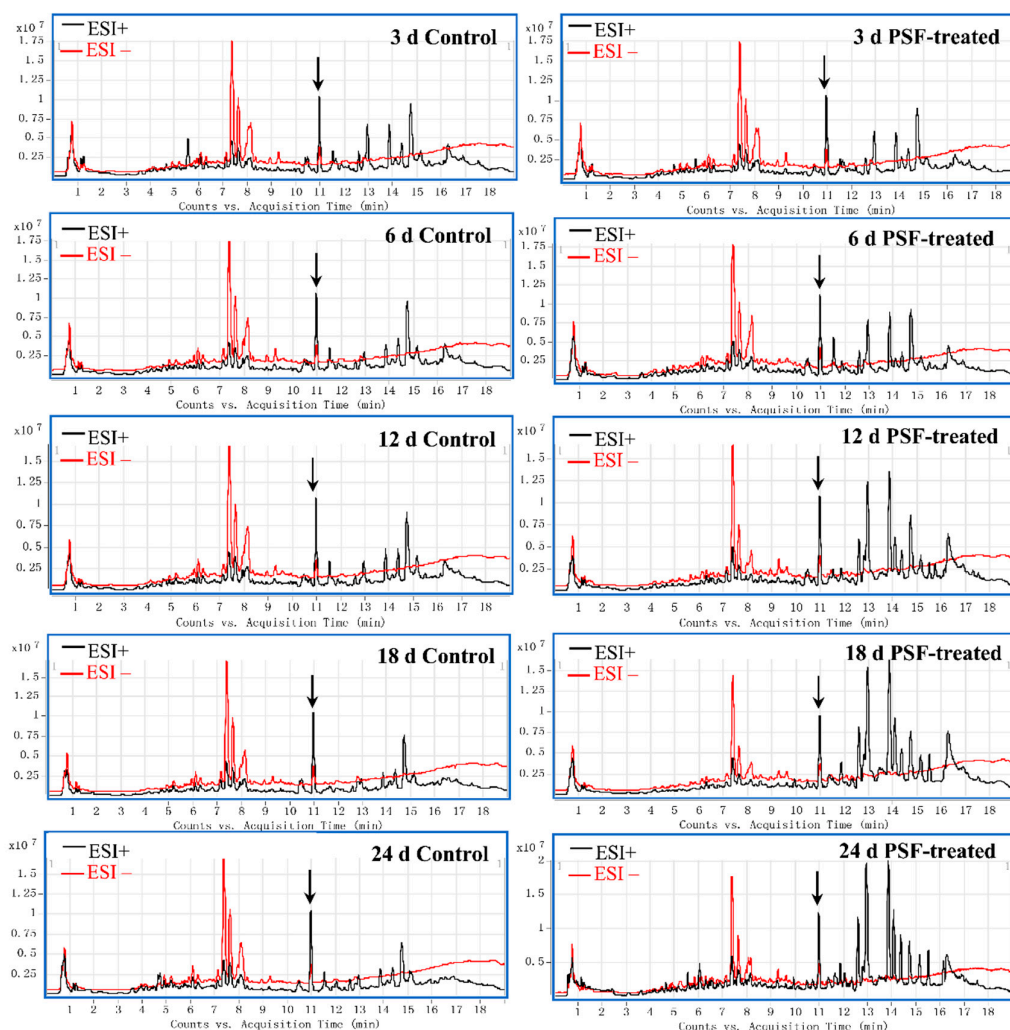 x10 7
ESI+
ESI –
3 d Control
1
1
1.75
1.5
1.25
1
0.75
0.5
0.25
1 2 3 4 5 6 7 8 9 10 11 12 13 14 15 16 17 18
Counts vs. Acquisition Time (min)
x10 7
ESI+
ESI –
3 d PSF-treated
1
1.75
1.5
1.25
1
0.75
0.5
0.25
1 2 3 4 5 6 7 8 9 10 11 12 13 14 15 16 17 18
Counts vs. Acquisition Time (min)
x10 7
ESI+
ESI –
6 d Control
1
1
1.75
1.5
1.25
1
0.75
0.5
0.25
1 2 3 4 5 6 7 8 9 10 11 12 13 14 15 16 17 18
Counts vs. Acquisition Time (min)
x10 7
ESI+
ESI –
6 d PSF-treated
1
1
1.75
1.5
1.25
1
0.75
0.5
0.25
1 2 3 4 5 6 7 8 9 10 11 12 13 14 15 16 17 18
Counts vs. Acquisition Time (min)
x10 7
ESI+
ESI –
12 d Control
1
1
1.5
1.25
1
0.75
0.5
0.25
1 2 3 4 5 6 7 8 9 10 11 12 13 14 15 16 17 18
Counts vs. Acquisition Time (min)
x10 7
ESI+
ESI –
12 d PSF-treated
1
1
1.5
1.25
1
0.75
0.5
0.25
1 2 3 4 5 6 7 8 9 10 11 12 13 14 15 16 17 18
Counts vs. Acquisition Time (min)
x10 7
ESI+
ESI –
18 d Control
1
1
1.5
1.25
1
0.75
0.5
0.25
1 2 3 4 5 6 7 8 9 10 11 12 13 14 15 16 17 18
Counts vs. Acquisition Time (min)
x10 7
ESI+
ESI –
18 d PSF-treated
1
1
1.5
1.25
1
0.75
0.5
0.25
1 2 3 4 5 6 7 8 9 10 11 12 13 14 15 16 17 18
Counts vs. Acquisition Time (min)
x10 7
ESI+
ESI –
24 d Control
1
1
1.5
1.25
1
0.75
0.5
0.25
1 2 3 4 5 6 7 8 9 10 11 12 13 14 15 16 17 18
Counts vs. Acquisition Time (min)
x10 7
ESI+
ESI –
24 d PSF-treated
1
2
1.5
1
0.5
1 2 3 4 5 6 7 8 9 10 11 12 13 14 15 16 17 18
Counts vs. Acquisition Time (min)